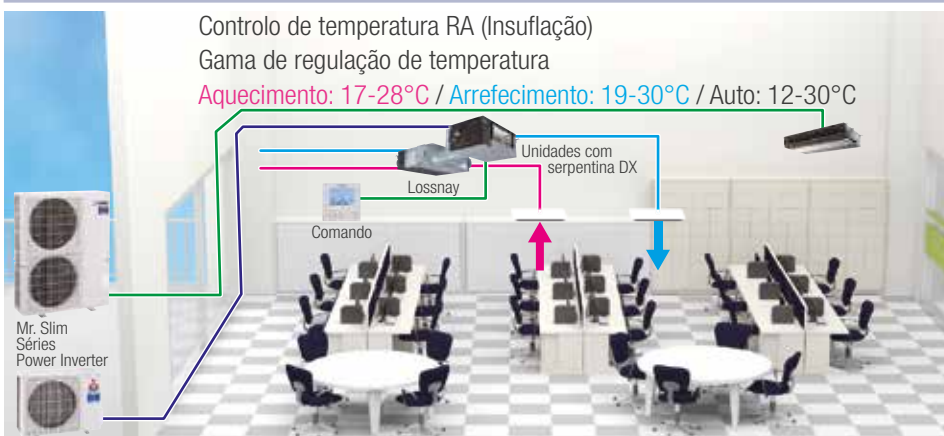 Controlo de temperatura RA (Insuflação)
Gama de regulação de temperatura
Aquecimento: 17-28°C / Arrefecimento: 19-30°C / Auto: 12-30°C
Unidades com
serpentina DX
Lossnay
Comando
Mr. Slim
Séries
Power Inverter